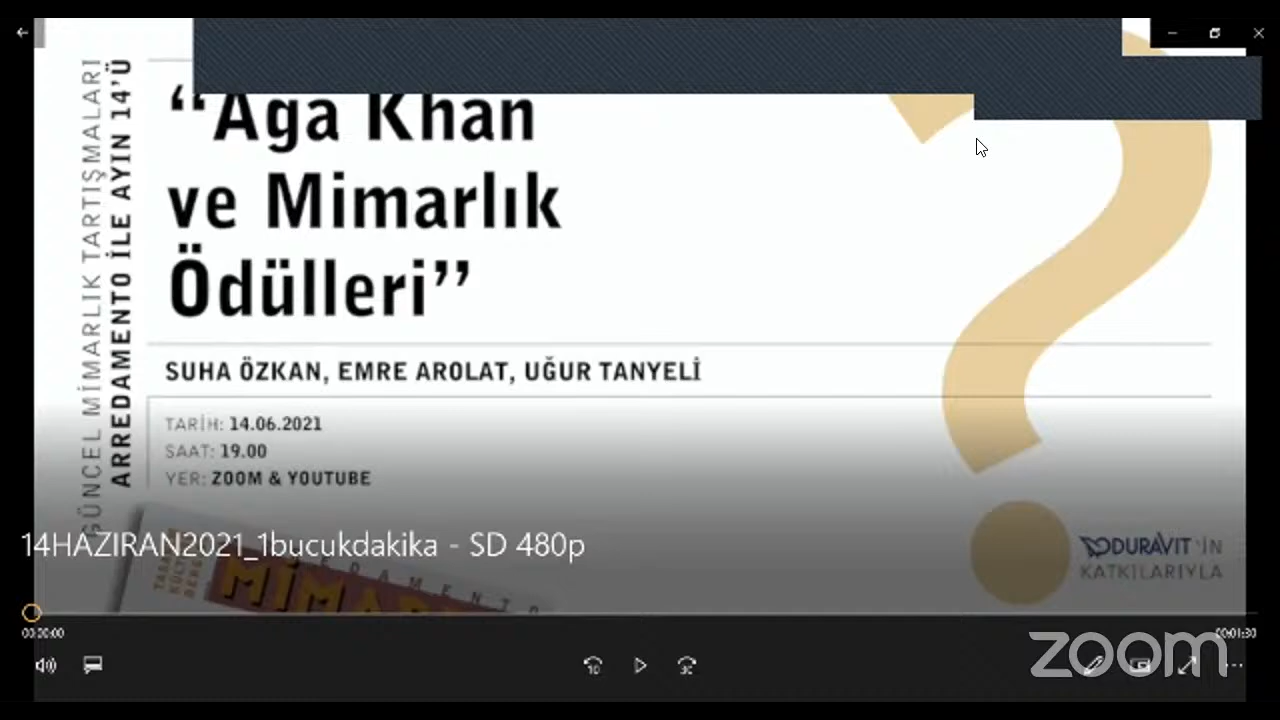 GÜNCEL MİMARLIK TARTIŞMALARI
ARREDAMENTO İLE AYIN 14'Ü
“Aga Khan
ve Mimarlık
Ödülleri”
SUHA ÖZKAN, EMRE AROLAT, UĞUR TANYELİ
TARİH: 14.06.2021
SAAT: 19.00
YER: ZOOM & YOUTUBE
14HAZIRAN2021_1bucukdakika - SD 480p
DURAVIT'İN
KATKILARIYLA
00:00:00
00:01:30
10
30
zoom